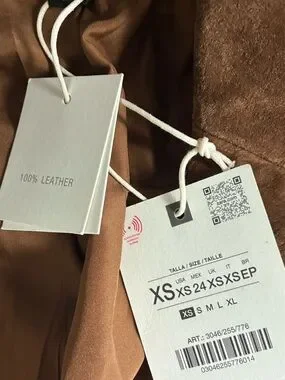 100% LEATHER
TALLA / SIZE / TAILLE
USA MEX UK IT BR
XS XS 24 XS XS EP
XS S M L XL
ART.: 3046/255/776
03046255776014